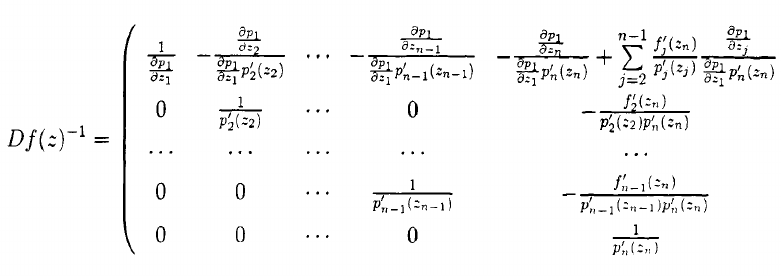 $Df(z)^{-1} = \left( \begin{array}{ccccc}
\frac{1}{\frac{\partial p_1}{\partial z_1}} & -\frac{\frac{\partial p_1}{\partial z_2}}{\frac{\partial p_1}{\partial z_1} p_2'(z_2)} & \cdots & -\frac{\frac{\partial p_1}{\partial z_{n-1}}}{\frac{\partial p_1}{\partial z_1} p_{n-1}'(z_{n-1})} & -\frac{\frac{\partial p_1}{\partial z_n}}{\frac{\partial p_1}{\partial z_1} p_n'(z_n)} + \sum_{j=2}^{n-1} \frac{f_j'(z_n)}{p_j'(z_j)} \frac{\frac{\partial p_1}{\partial z_j}}{\frac{\partial p_1}{\partial z_1} p_n'(z_n)} \\
0 & \frac{1}{p_2'(z_2)} & \cdots & 0 & -\frac{f_2'(z_n)}{p_2'(z_2) p_n'(z_n)} \\
\cdots & \cdots & \cdots & \cdots & \cdots \\
0 & 0 & \cdots & \frac{1}{p_{n-1}'(z_{n-1})} & -\frac{f_{n-1}'(z_n)}{p_{n-1}'(z_{n-1}) p_n'(z_n)} \\
0 & 0 & \cdots & 0 & \frac{1}{p_n'(z_n)}
\end{array} \right.$